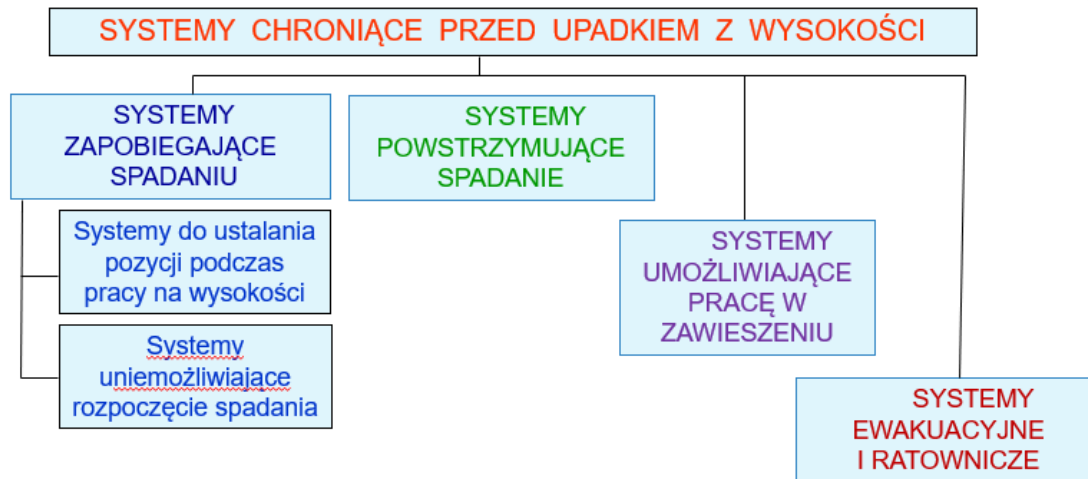 SYSTEMY CHRONIĄCE PRZED UPADKIEM Z WYSOKOŚCI
SYSTEMY
ZAPOBIEGAJĄCE
SPADANIU
Systemy do ustalania
pozycji podczas
pracy na wysokości
Systemy
uniemożliwiające
rozpoczęcie spadania
SYSTEMY
POWSTRZYMUJĄCE
SPADANIE
SYSTEMY
UMOŻLIWIAJĄCE
PRACĘ W
ZAWIESZENIU
SYSTEMY
EWAKUACYJNE
I RATOWNICZE